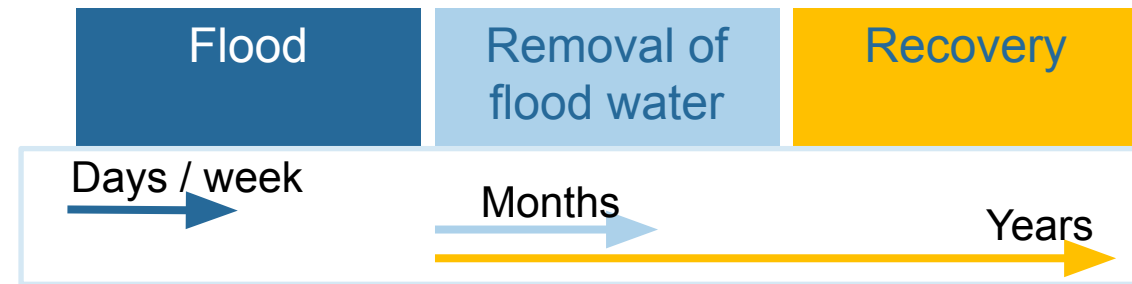 Flood
Removal of
flood water
Recovery
Days / week
Months
Years